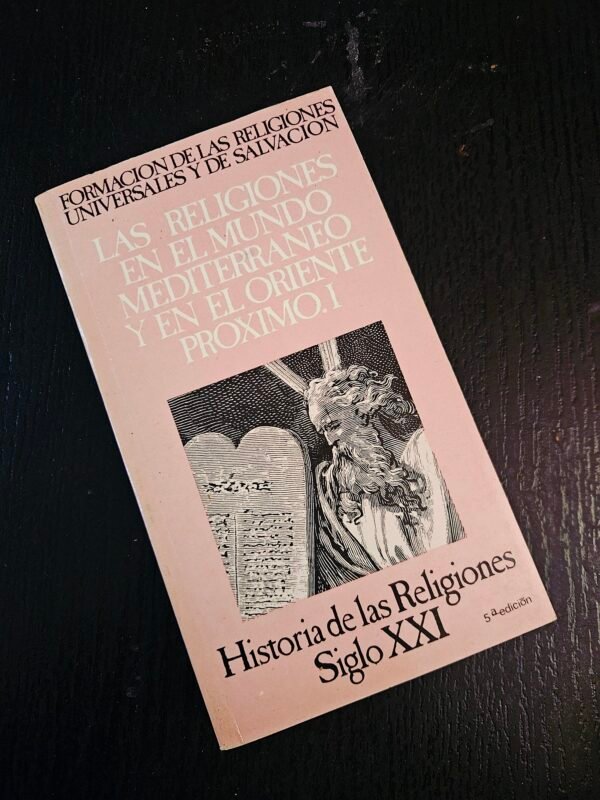 FORMACION DE LAS RELIGIONES
UNIVERSALES Y DE SALVACION
LAS RELIGIONES
EN EL MUNDO
MEDITERRANEO
Y EN EL ORIENTE
PROXIMO. I
Historia de las Religiones
Siglo XXI
5ª edición